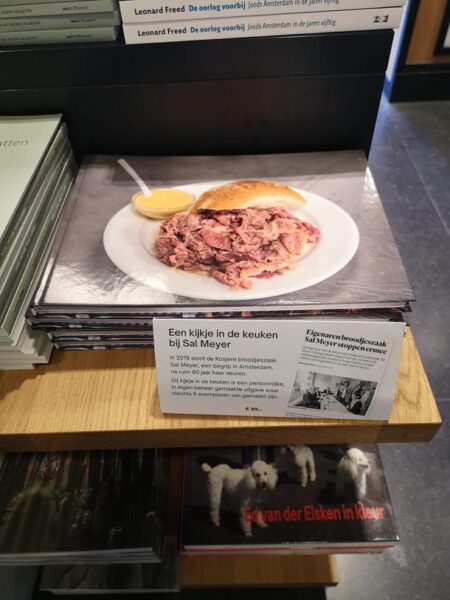 Leonard Freed De oorlog voorbij Joods Amsterdam in de jaren vijftig
Leonard Freed De oorlog voorbij Joods Amsterdam in de jaren vijftig
atten
Een kijkje in de keuken
bij Sal Meyer
In 2019 sloot de Kosjere broodjeszaak
Sal Meyer, een begrip in Amsterdam,
na ruim 60 jaar haar deuren.
Dit kijkje in de keuken is een persoonlijke,
in eigen beheer gemaakte uitgave waar
slechts 5 exemplaren van gemaakt zijn.
€ 99,-
Eigenaren broodjeszaak
Sal Meyer stoppen ermee
Ed van der Elsken in kleur